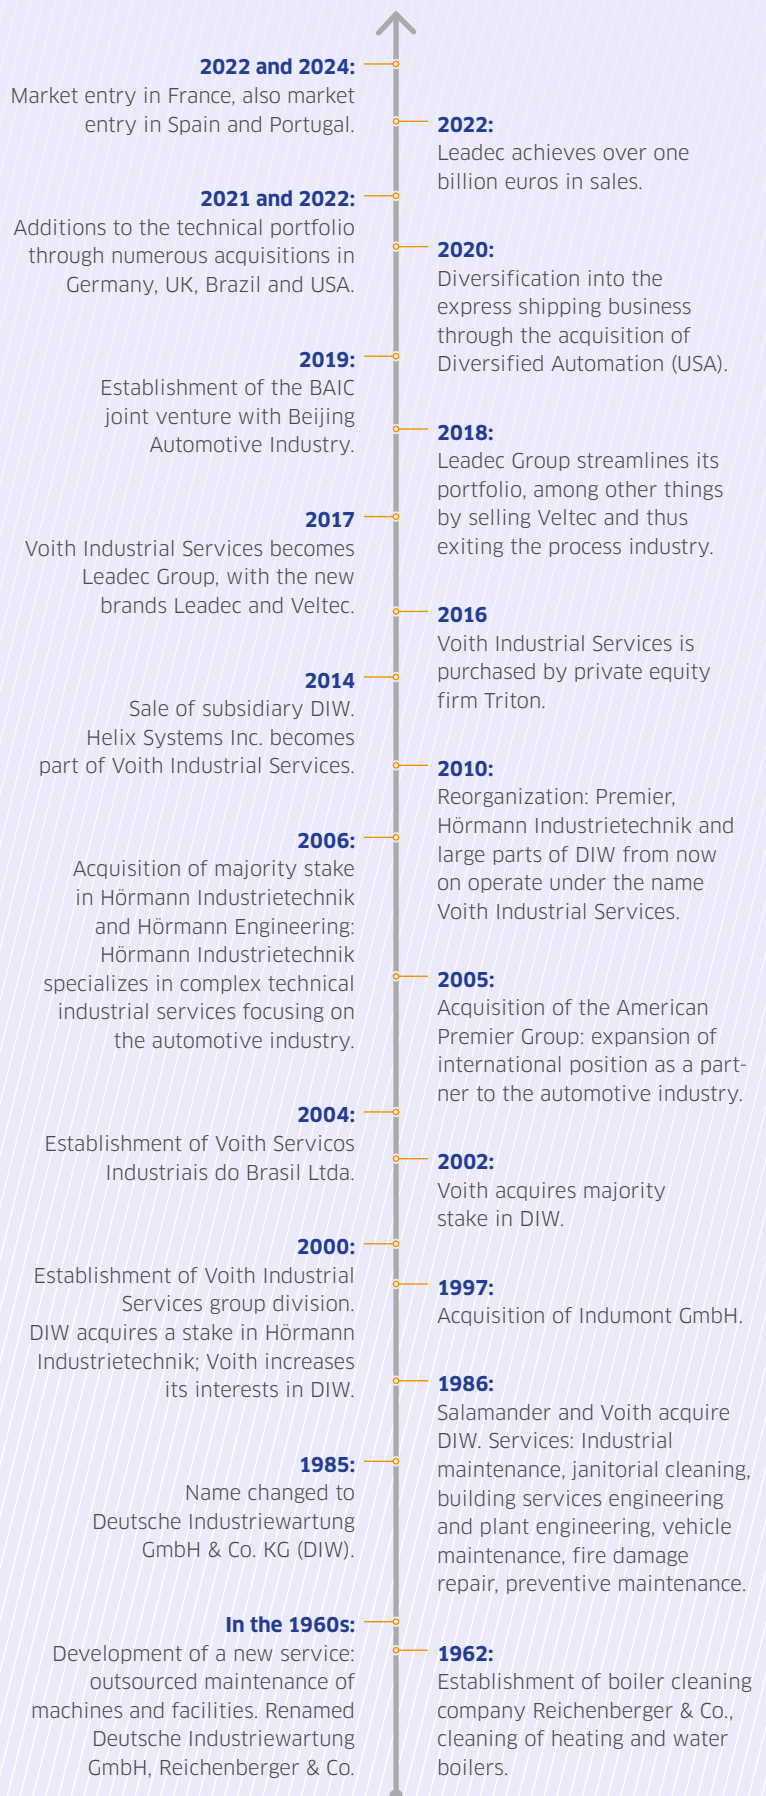 2022 and 2024:
Market entry in France, also market
entry in Spain and Portugal.
2022:
Leadec achieves over one
billion euros in sales.
2021 and 2022:
Additions to the technical portfolio
through numerous acquisitions in
Germany, UK, Brazil and USA.
2020:
Diversification into the
express shipping business
through the acquisition of
Diversified Automation (USA).
2019:
Establishment of the BAIC
joint venture with Beijing
Automotive Industry.
2018:
Leadec Group streamlines its
portfolio, among other things
by selling Veltec and thus
exiting the process industry.
2017
Voith Industrial Services becomes
Leadec Group, with the new
brands Leadec and Veltec.
2016
Voith Industrial Services is
purchased by private equity
firm Triton.
2014
Sale of subsidiary DIW.
Helix Systems Inc. becomes
part of Voith Industrial Services.
2010:
Reorganization: Premier,
Hörmann Industrietechnik and
large parts of DIW from now
on operate under the name
Voith Industrial Services.
2006:
Acquisition of majority stake
in Hörmann Industrietechnik
and Hörmann Engineering:
Hörmann Industrietechnik
specializes in complex technical
industrial services focusing on
the automotive industry.
2005:
Acquisition of the American
Premier Group: expansion of
international position as a part-
ner to the automotive industry.
2004:
Establishment of Voith Servicos
Industriais do Brasil Ltda.
2002:
Voith acquires majority
stake in DIW.
2000:
Establishment of Voith Industrial
Services group division.
DIW acquires a stake in Hörmann
Industrietechnik; Voith increases
its interests in DIW.
1997:
Acquisition of Indumont GmbH.
1986:
Salamander and Voith acquire
DIW. Services: Industrial
maintenance, janitorial cleaning,
building services engineering
and plant engineering, vehicle
maintenance, fire damage
repair, preventive maintenance.
1985:
Name changed to
Deutsche Industriewartung
GmbH & Co. KG (DIW).
In the 1960s:
Development of a new service:
outsourced maintenance of
machines and facilities. Renamed
Deutsche Industriewartung
GmbH, Reichenberger & Co.
1962:
Establishment of boiler cleaning
company Reichenberger & Co.,
cleaning of heating and water
boilers.